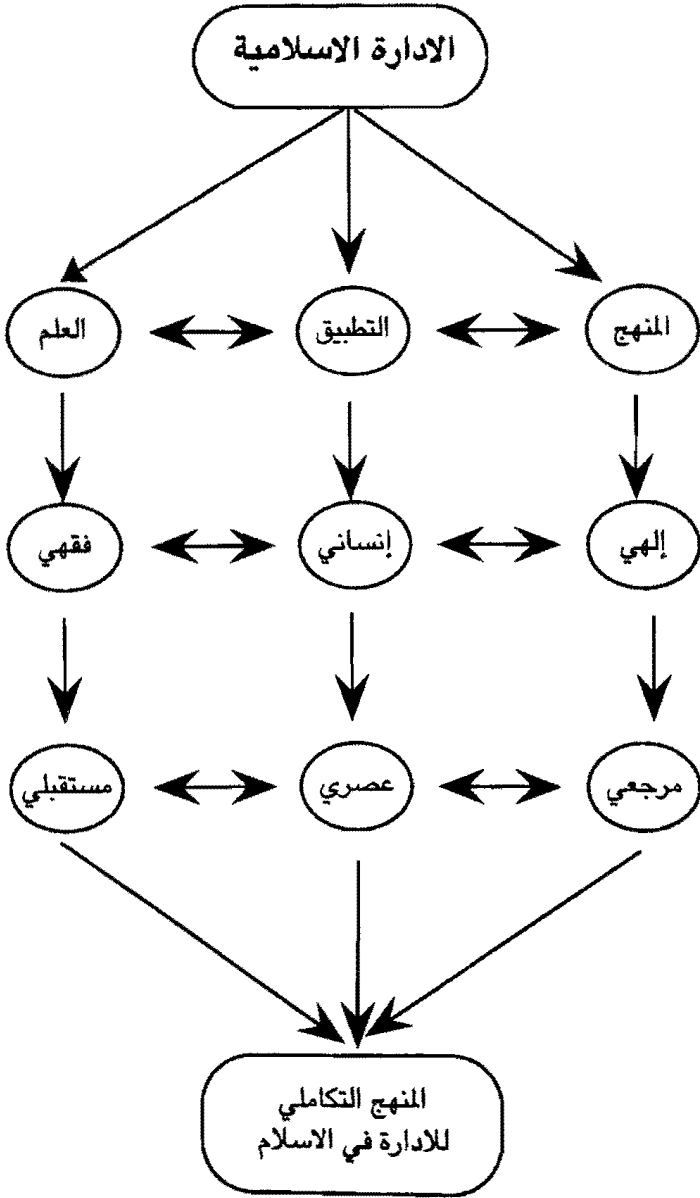 الادارة الاسلامية
المنهج
التطبيق
العلم
إلهي
إنساني
فقهي
مرجعي
عصري
مستقبلي
المنهج التكاملي
للادارة في الاسلام